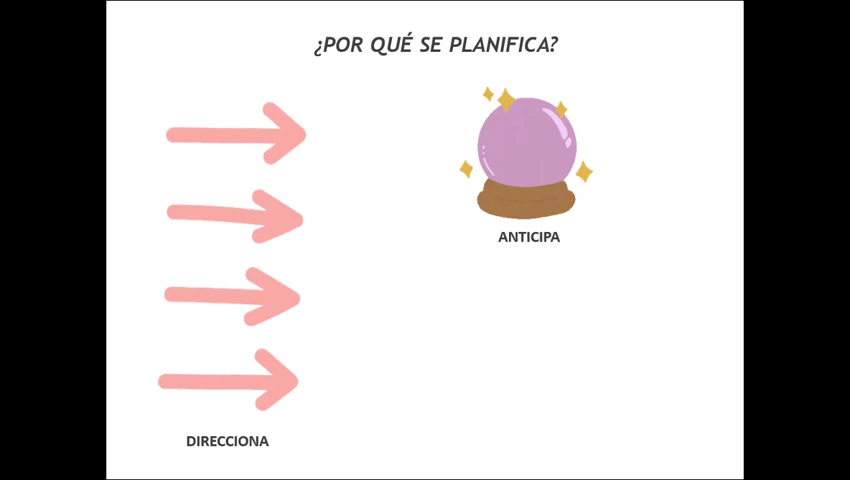 ¿POR QUÉ SE PLANIFICA?
ANTICIPA
DIRECCIONA